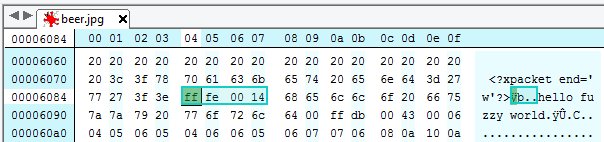 beer.jpg
00006084 00 01 02 03 04 05 06 07 08 09 0a 0b 0c 0d 0e 0f
00006060 20 20 20 20 20 20 20 20 20 20 20 20 20 20 20 20
00006070 20 3c 3f 78 70 61 63 6b 65 74 20 65 6e 64 3d 27 <?xpacket end='
00006084 77 27 3f 3e ff fe 00 14 68 65 6c 6c 6f 20 66 75 w'?>ÿþ..hello fu
00006090 7a 7a 79 20 77 6f 72 6c 64 00 ff db 00 43 00 06 zzy world.ÿÛ.C..
000060a0 04 05 06 05 04 06 06 05 06 07 07 06 08 0a 10 0a ................